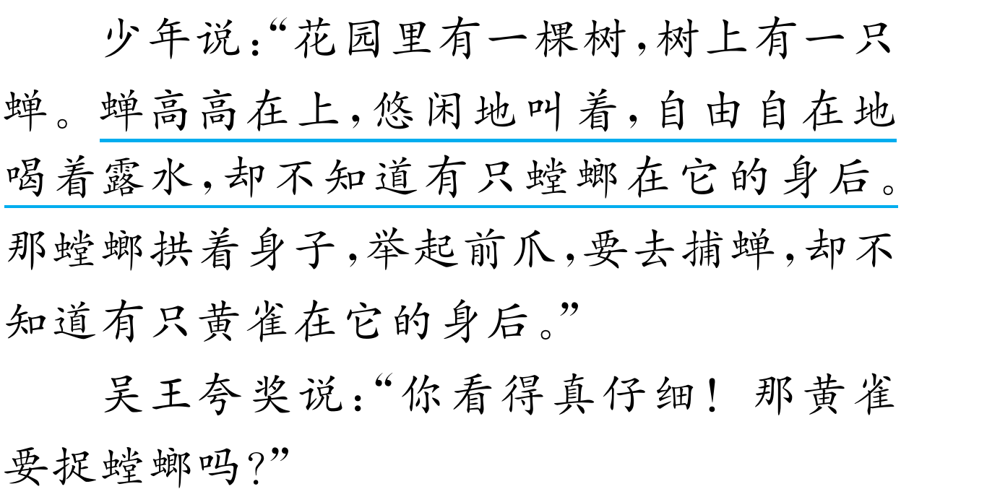 少年说：“花园里有一棵树，树上有一只
蝉。蝉高高在上，悠闲地叫着，自由自在地
喝着露水，却不知道有只螳螂在它的身后。
那螳螂拱着身子，举起前爪，要去捕蝉，却不
知道有只黄雀在它的身后。”
吴王夸奖说：“你看得真仔细！那黄雀
要捉螳螂吗？”